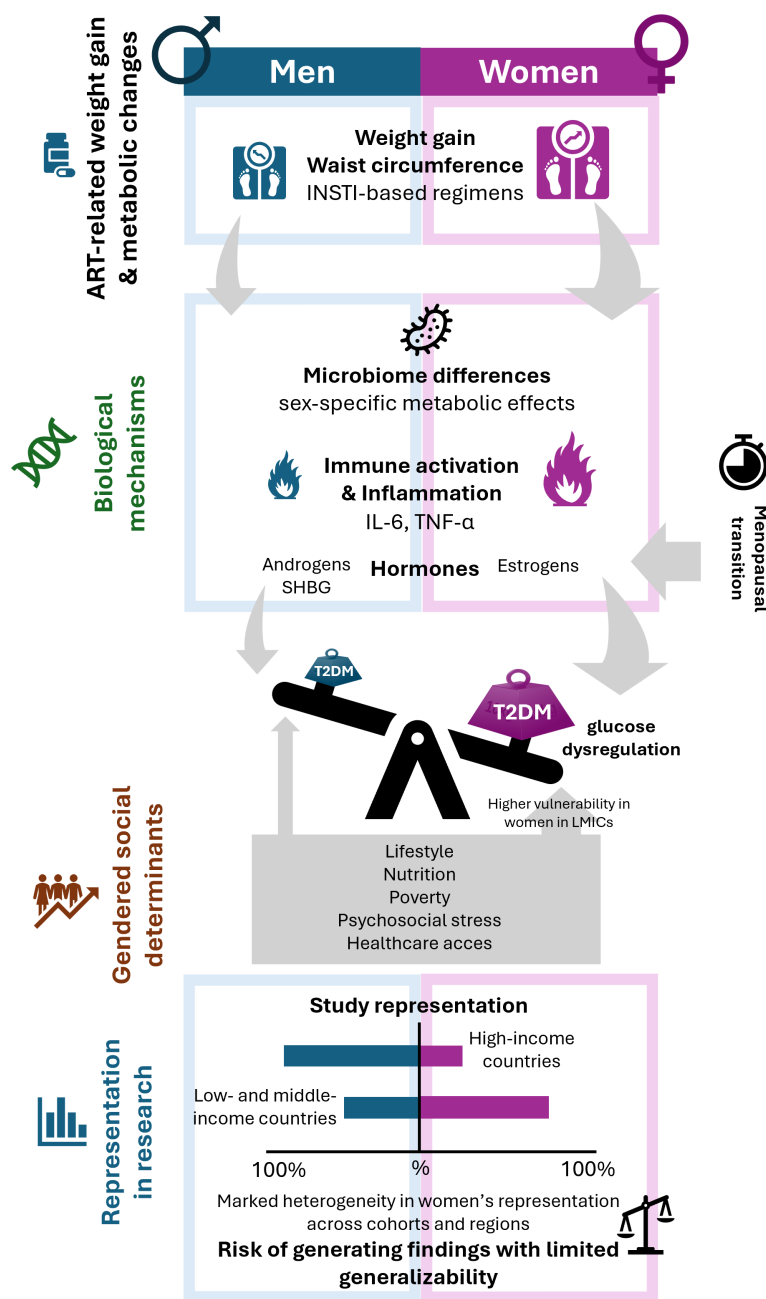 ART-related weight gain
& metabolic changes
Men
Women
Weight gain
Waist circumference
INSTI-based regimens
Biological
mechanisms
Microbiome differences
sex-specific metabolic effects
Immune activation
& Inflammation
IL-6, TNF-α
Androgens
SHBG
Hormones
Estrogens
Menopausal
transition
T2DM
T2DM
glucose
dysregulation
Higher vulnerability in
women in LMICs
Gendered social
determinants
Lifestyle
Nutrition
Poverty
Psychosocial stress
Healthcare acces
Representation
in research
Study representation
High-income
countries
Low- and middle-
income countries
100%
%
100%
Marked heterogeneity in women's representation
across cohorts and regions
Risk of generating findings with limited
generalizability